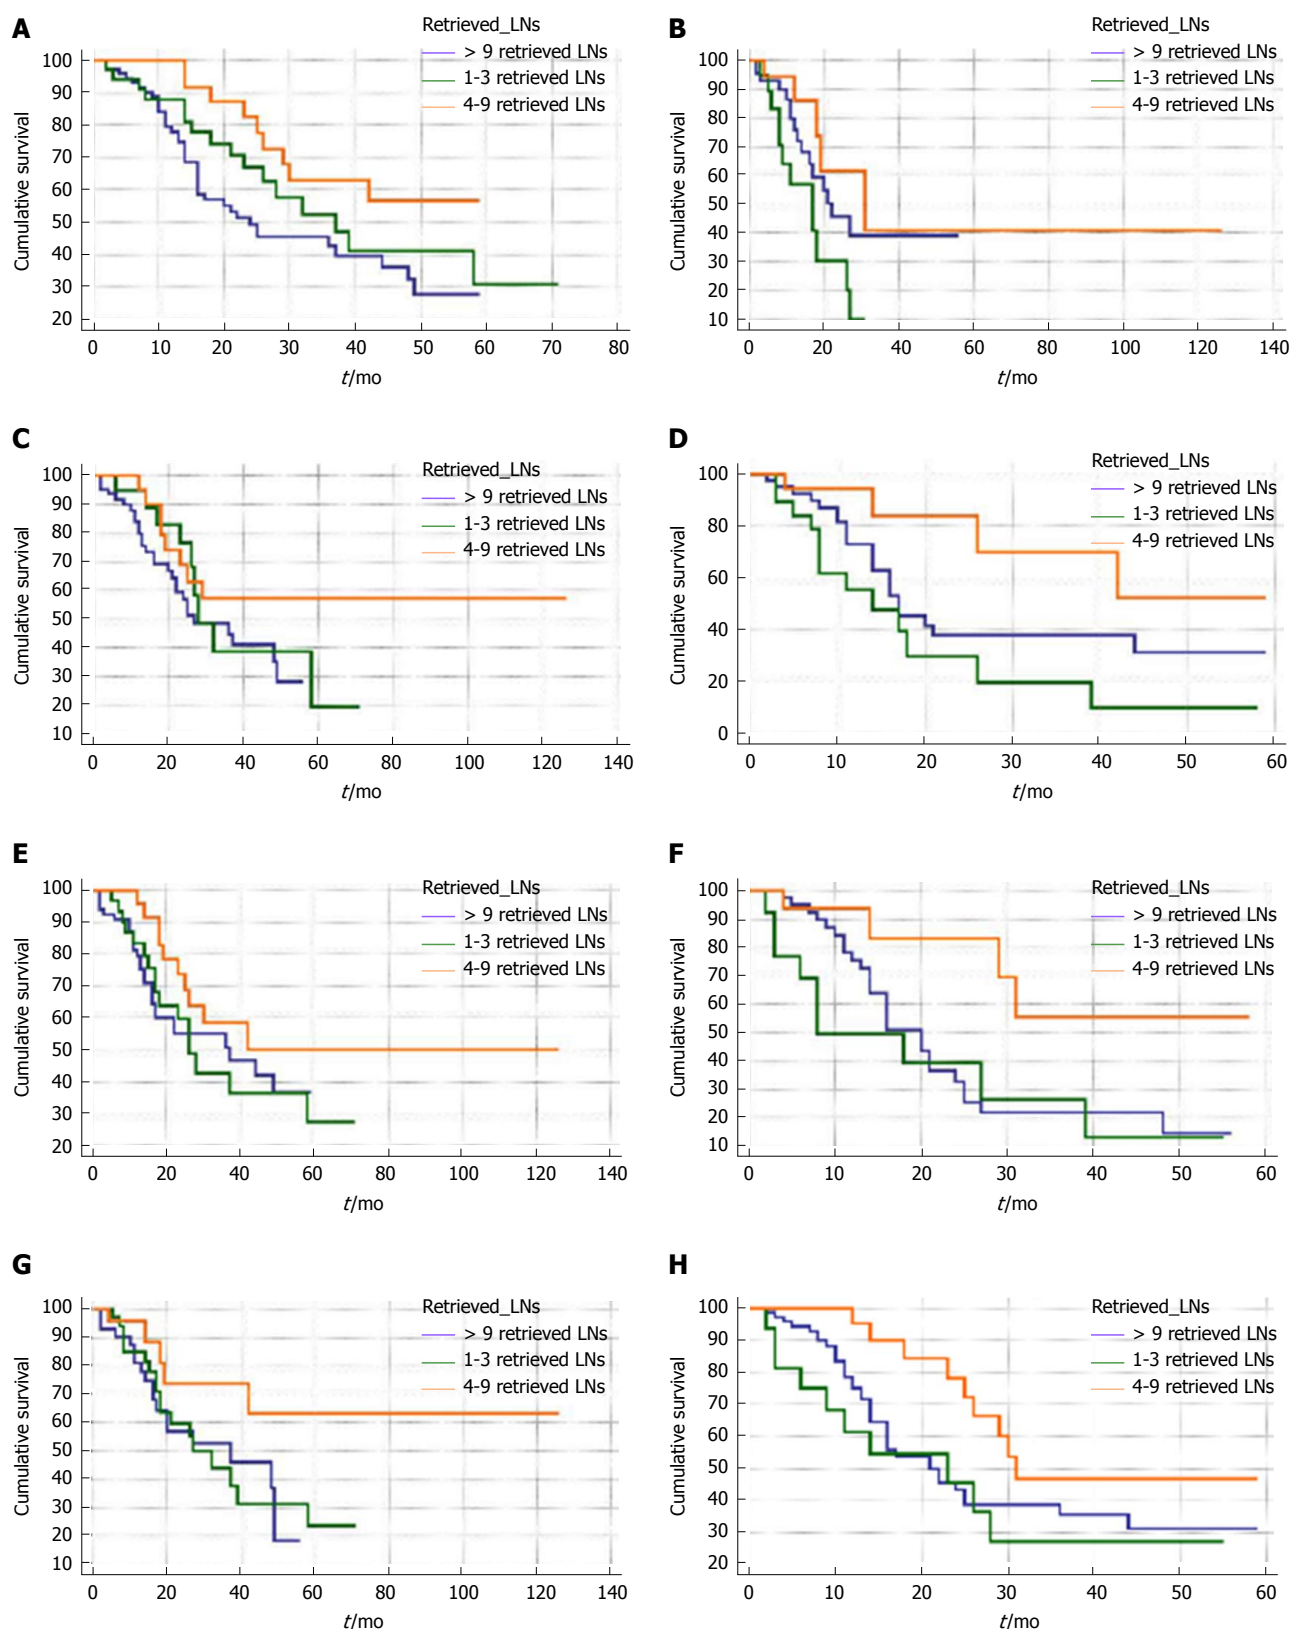 A
Retrieved_LNs
> 9 retrieved LNs
1-3 retrieved LNs
4-9 retrieved LNs
Cumulative survival
100
90
80
70
60
50
40
30
20
0 10 20 30 40 50 60 70 80
t/mo
B
Retrieved_LNs
> 9 retrieved LNs
1-3 retrieved LNs
4-9 retrieved LNs
Cumulative survival
100
90
80
70
60
50
40
30
20
10
0 20 40 60 80 100 120 140
t/mo
C
Retrieved_LNs
> 9 retrieved LNs
1-3 retrieved LNs
4-9 retrieved LNs
Cumulative survival
100
90
80
70
60
50
40
30
20
10
0 20 40 60 80 100 120 140
t/mo
D
Retrieved_LNs
> 9 retrieved LNs
1-3 retrieved LNs
4-9 retrieved LNs
Cumulative survival
100
80
60
40
20
0
0 10 20 30 40 50 60
t/mo
E
Retrieved_LNs
> 9 retrieved LNs
1-3 retrieved LNs
4-9 retrieved LNs
Cumulative survival
100
90
80
70
60
50
40
30
20
0 20 40 60 80 100 120 140
t/mo
F
Retrieved_LNs
> 9 retrieved LNs
1-3 retrieved LNs
4-9 retrieved LNs
Cumulative survival
100
90
80
70
60
50
40
30
20
10
0 10 20 30 40 50 60
t/mo
G
Retrieved_LNs
> 9 retrieved LNs
1-3 retrieved LNs
4-9 retrieved LNs
Cumulative survival
100
90
80
70
60
50
40
30
20
10
0 20 40 60 80 100 120 140
t/mo
H
Retrieved_LNs
> 9 retrieved LNs
1-3 retrieved LNs
4-9 retrieved LNs
Cumulative survival
100
90
80
70
60
50
40
30
20
0 10 20 30 40 50 60
t/mo